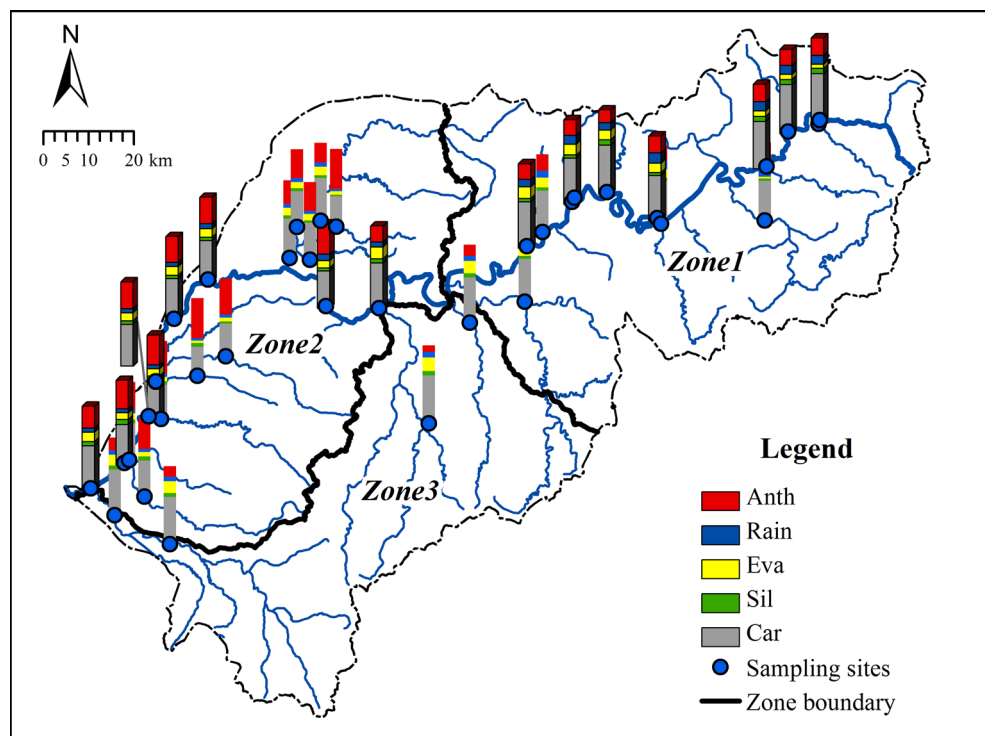 N
0 5 10 20 km
Zone1
Zone2
Zone3
Legend
Anth
Rain
Eva
Sil
Car
Sampling sites
Zone boundary